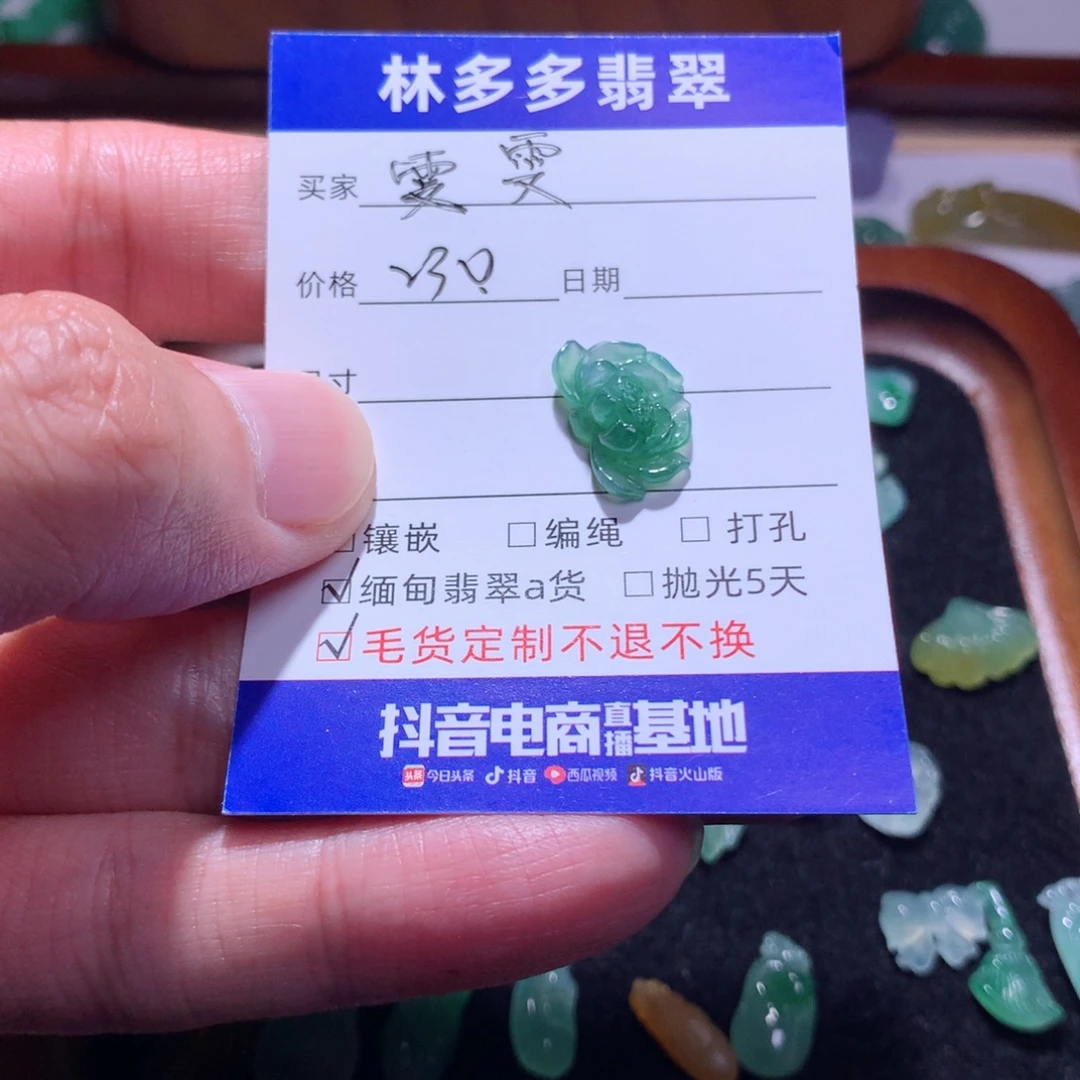 林多多翡翠
买家 雯雯
价格 日期
尺寸
镶嵌 □编绳 □打孔
☑缅甸翡翠a货 □抛光5天
☑毛货定制不退不换
抖音电商直播基地
头条 今日头条 抖音 西瓜视频 抖音火山版